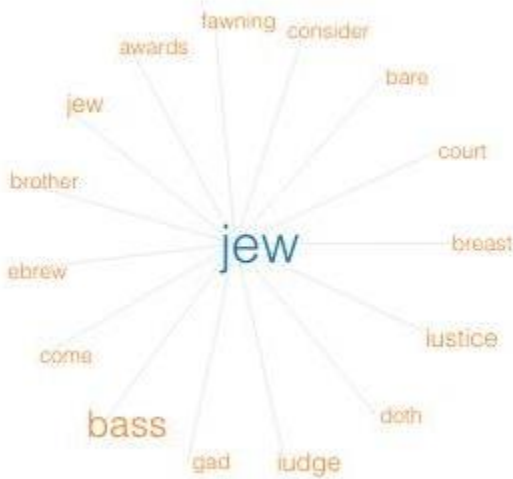 fawning
consider
awards
bare
jew
court
brother
jew
breast
ebrew
iustice
come
doth
bass
gad
iudge